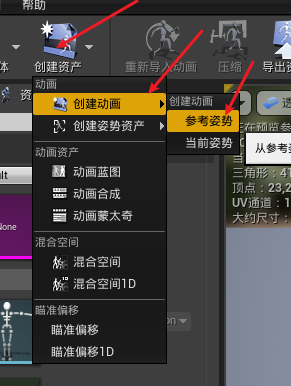 帮助
体
创建资产
重新导入动画
压缩
导出资
动画
创建动画
创建姿势资产
创建动画
参考姿势
当前姿势
从参考姿
动画资产
动画蓝图
动画合成
动画蒙太奇
混合空间
混合空间
混合空间1D
瞄准偏移
瞄准偏移
瞄准偏移1D
ult
None
on
三角形：41
顶点：23,2
UV通道：1
大约尺寸：